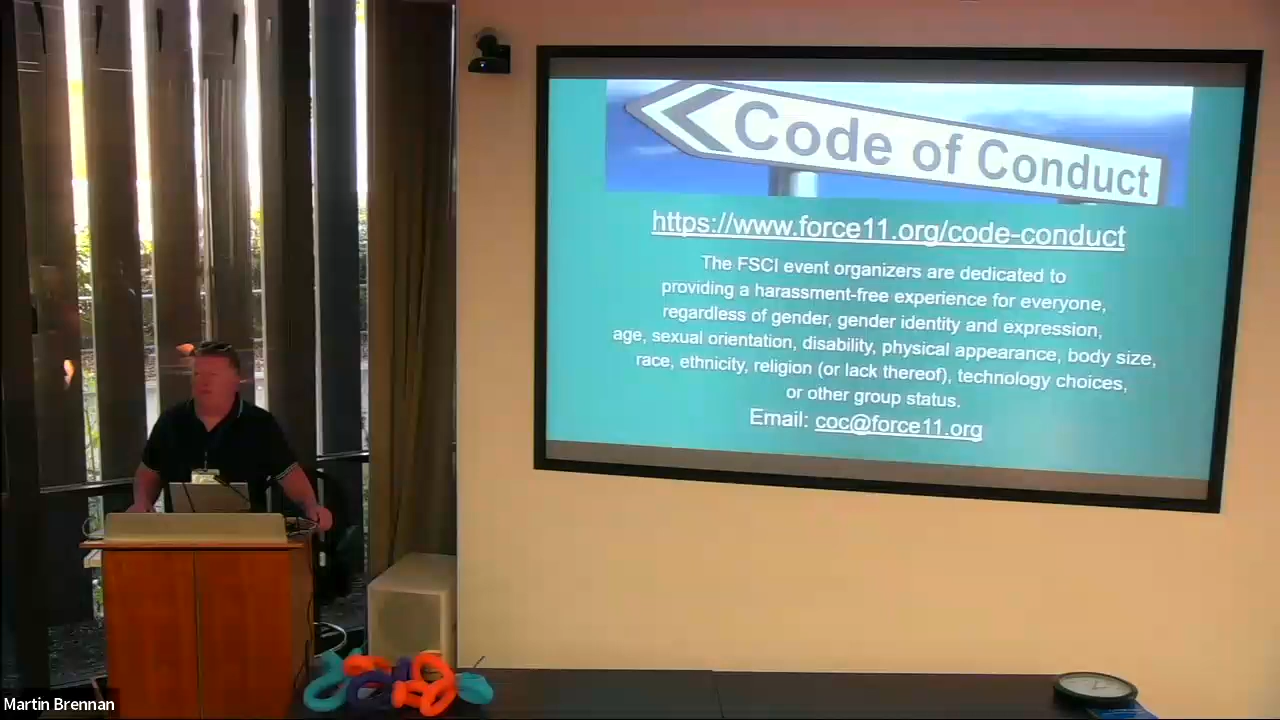 Code of Conduct
https://www.force11.org/code-conduct
The FSCI event organizers are dedicated to
providing a harassment-free experience for everyone,
regardless of gender, gender identity and expression,
age, sexual orientation, disability, physical appearance, body size,
race, ethnicity, religion (or lack thereof), technology choices,
or other group status.
Email: coc@force11.org
Martin Brennan